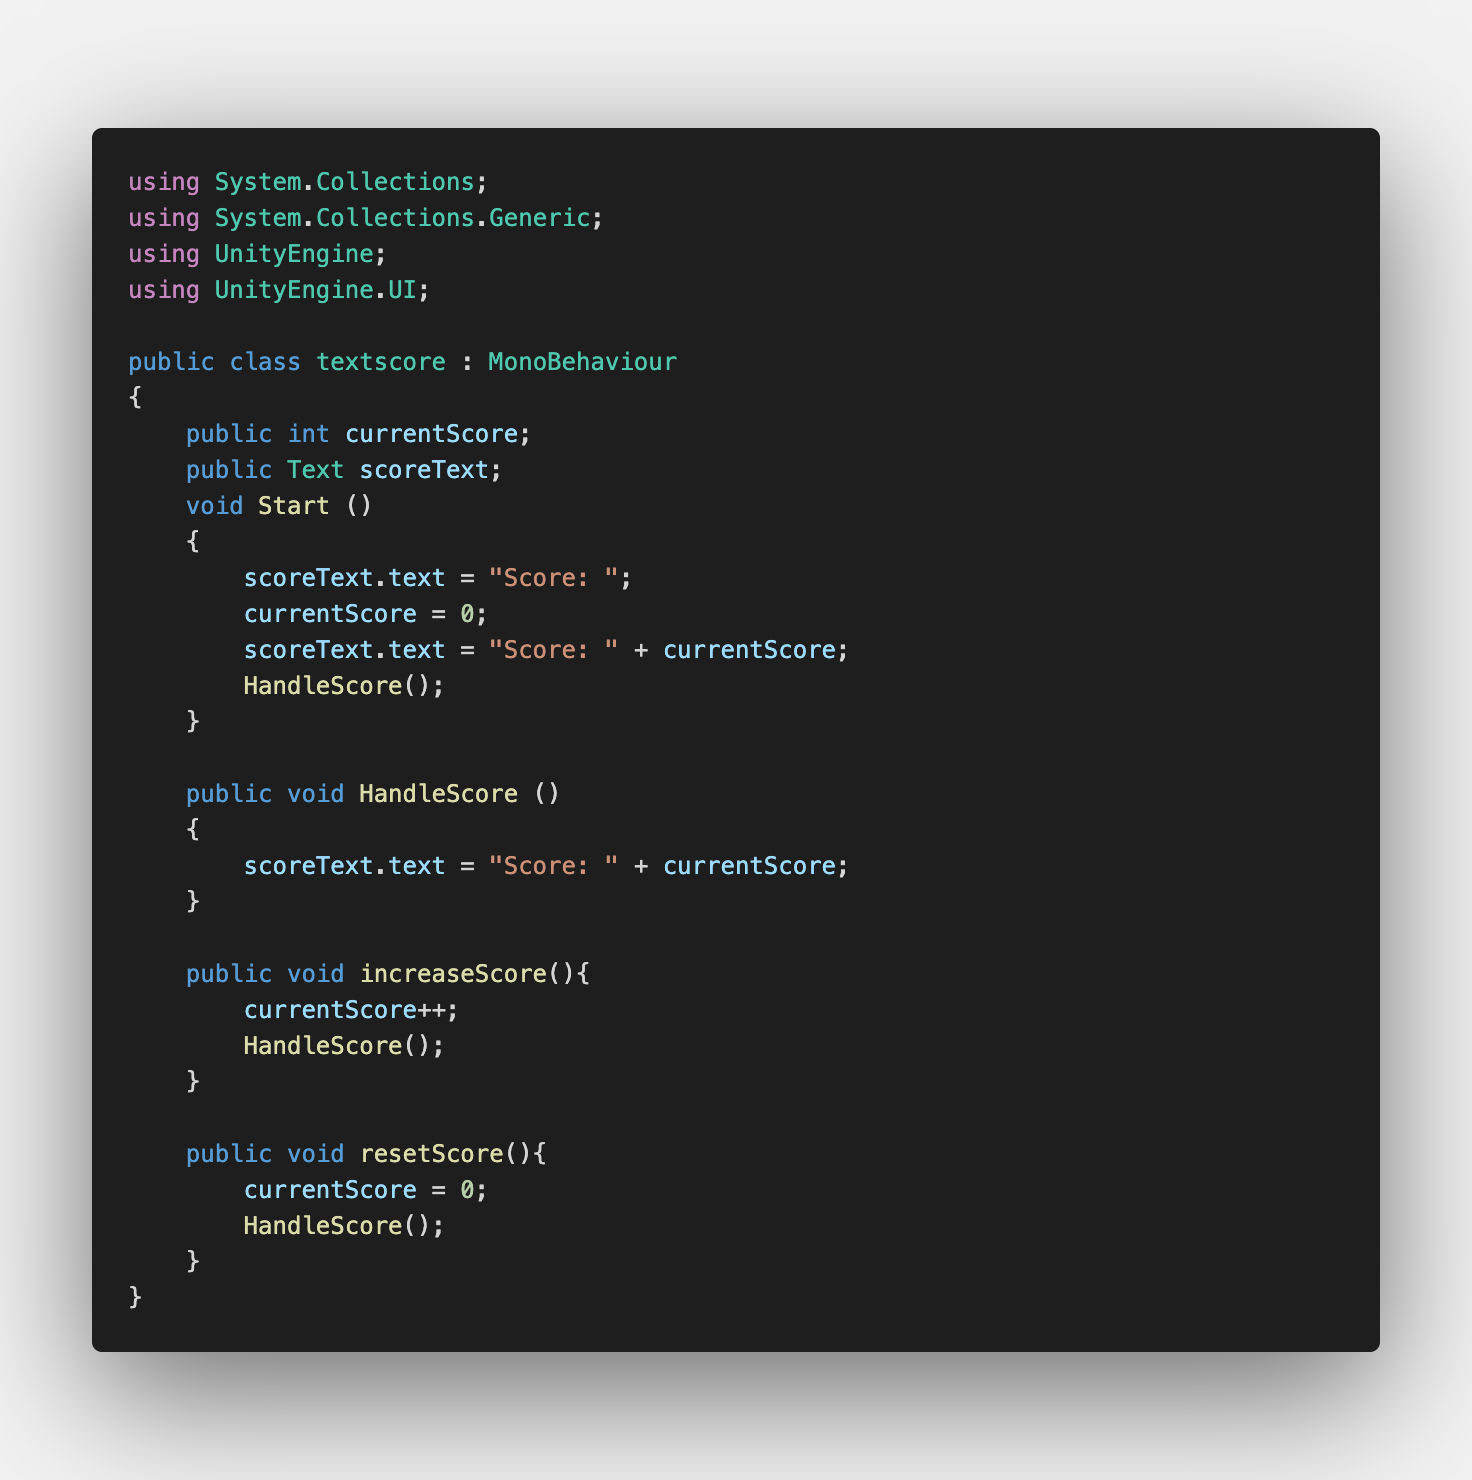 using System.Collections;
using System.Collections.Generic;
using UnityEngine;
using UnityEngine.UI;

public class textscore : MonoBehaviour
{
    public int currentScore;
    public Text scoreText;
    void Start ()
    {
        scoreText.text = "Score: ";
        currentScore = 0;
        scoreText.text = "Score: " + currentScore;
        HandleScore();
    }

    public void HandleScore ()
    {
        scoreText.text = "Score: " + currentScore;
    }

    public void increaseScore(){
        currentScore++;
        HandleScore();
    }

    public void resetScore(){
        currentScore = 0;
        HandleScore();
    }
}